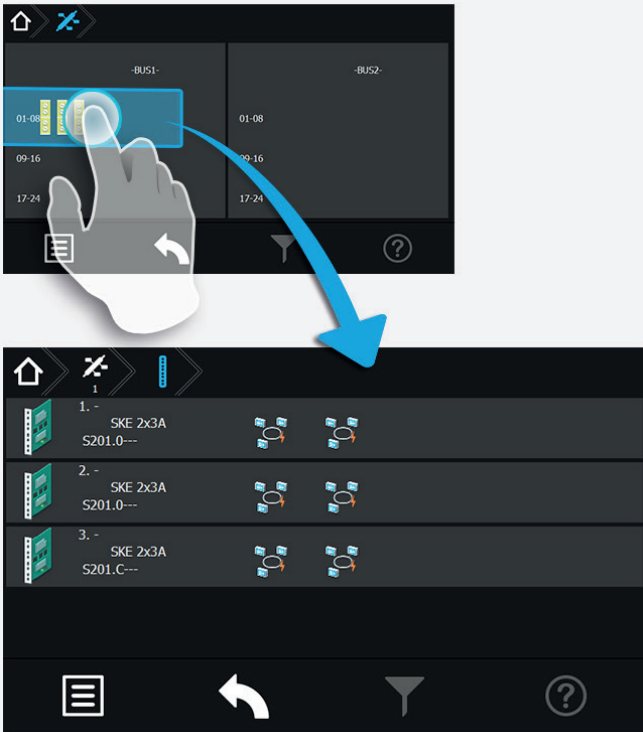 -BUS1-
-BUS2-
01-08
01-08
09-16
09-16
17-24
17-24
?
1
1. -
SKE 2x3A
S201.0---
2. -
SKE 2x3A
S201.0---
3. -
SKE 2x3A
S201.C---
?